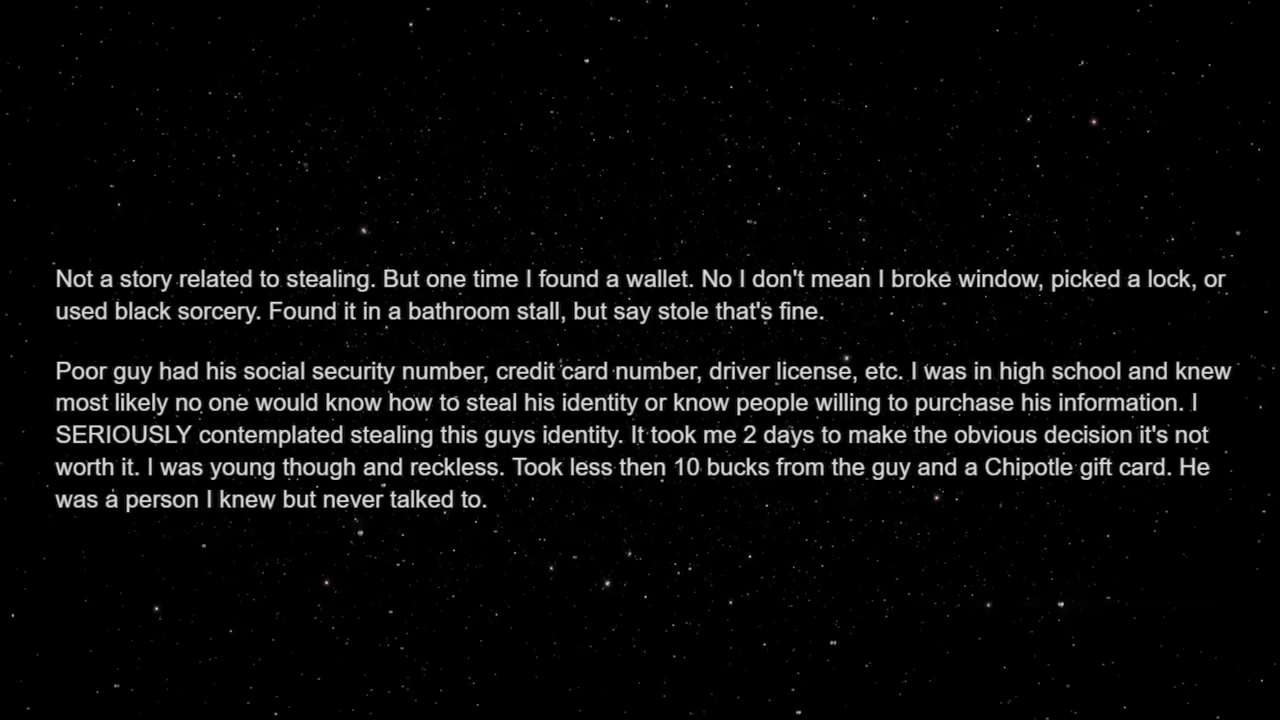 Not a story related to stealing. But one time I found a wallet. No I don't mean I broke window, picked a lock, or
used black sorcery. Found it in a bathroom stall, but say stole that's fine.
Poor guy had his social security number, credit card number, driver license, etc. I was in high school and knew
most likely no one would know how to steal his identity or know people willing to purchase his information. I
SERIOUSLY contemplated stealing this guys identity. It took me 2 days to make the obvious decision it's not
worth it. I was young though and reckless. Took less then 10 bucks from the guy and a Chipotle gift card. He
was a person I knew but never talked to.